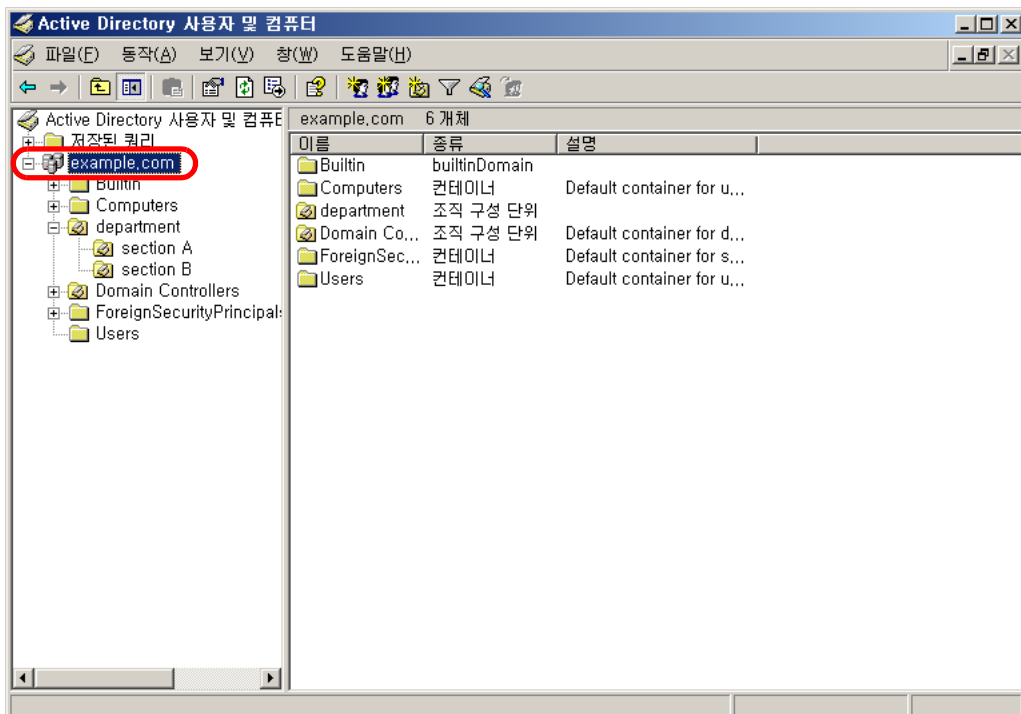 Active Directory 사용자 및 컴퓨터
파일(F) 동작(A) 보기(V) 창(W) 도움말(H)
Active Directory 사용자 및 컴퓨터
저장된 쿼리
example.com
Builtin
Computers
department
section A
section B
Domain Controllers
ForeignSecurityPrincipals
Users
example.com 6 개체
이름 종류 설명
Builtin builtinDomain
Computers 컨테이너 Default container for u...
department 조직 구성 단위
Domain Co... 조직 구성 단위 Default container for d...
ForeignSec... 컨테이너 Default container for s...
Users 컨테이너 Default container for u...